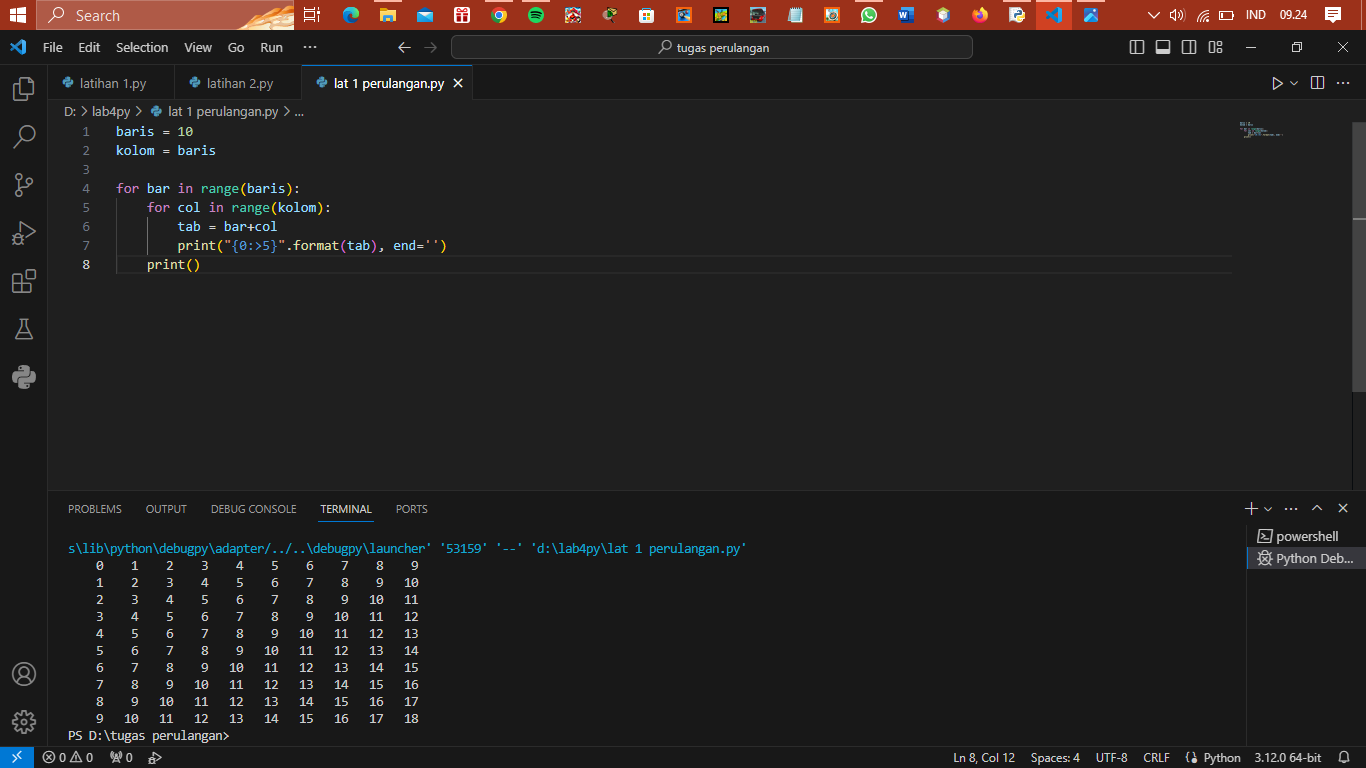 Search
IND 09.24
File Edit Selection View Go Run ··· tugas perulangan
latihan 1.py latihan 2.py lat 1 perulangan.py
D: > lab4py > lat 1 perulangan.py > ...
1 baris = 10
2 kolom = baris
3
4 for bar in range(baris):
5     for col in range(kolom):
6         tab = bar+col
7         print("{0:>5}".format(tab), end='')
8     print()
PROBLEMS OUTPUT DEBUG CONSOLE TERMINAL PORTS
powershell
Python Deb...
s\lib\python\debugpy\adapter/../..\debugpy\launcher' '53159' '--' 'd:\lab4py\lat 1 perulangan.py'
    0    1    2    3    4    5    6    7    8    9
    1    2    3    4    5    6    7    8    9   10
    2    3    4    5    6    7    8    9   10   11
    3    4    5    6    7    8    9   10   11   12
    4    5    6    7    8    9   10   11   12   13
    5    6    7    8    9   10   11   12   13   14
    6    7    8    9   10   11   12   13   14   15
    7    8    9   10   11   12   13   14   15   16
    8    9   10   11   12   13   14   15   16   17
    9   10   11   12   13   14   15   16   17   18
PS D:\tugas perulangan>
0 0 0 Ln 8, Col 12 Spaces: 4 UTF-8 CRLF Python 3.12.0 64-bit